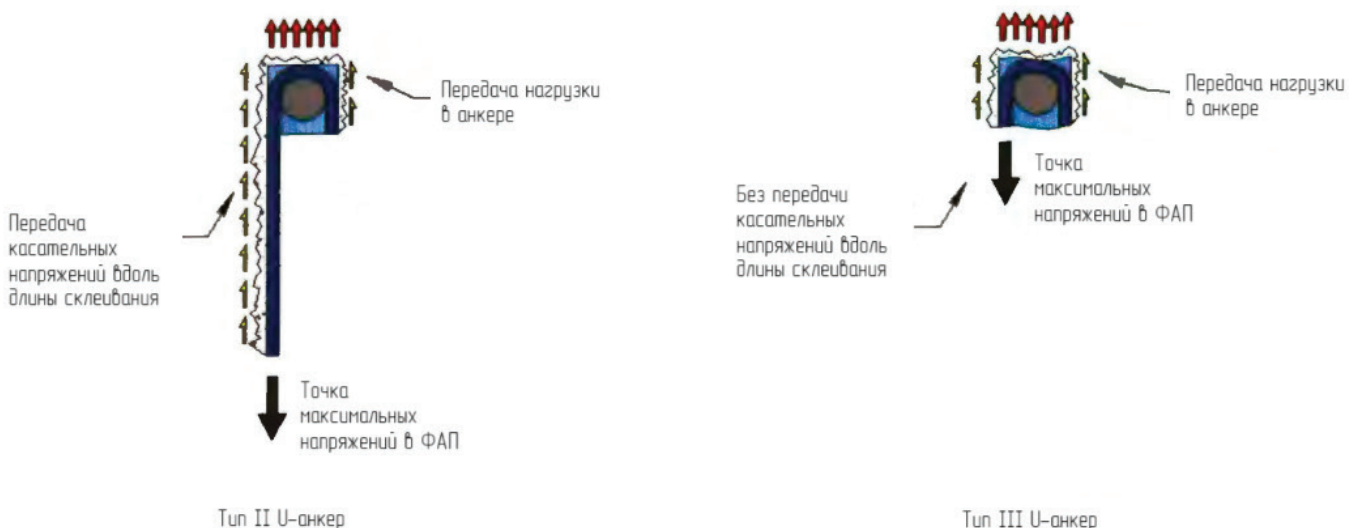 Передача нагрузки
в анкере
Передача
касательных
напряжений вдоль
длины склеивания
Точка
максимальных
напряжений в ФАП
Тип II U-анкер
Передача нагрузки
в анкере
Без передачи
касательных
напряжений вдоль
длины склеивания
Точка
максимальных
напряжений в ФАП
Тип III U-анкер